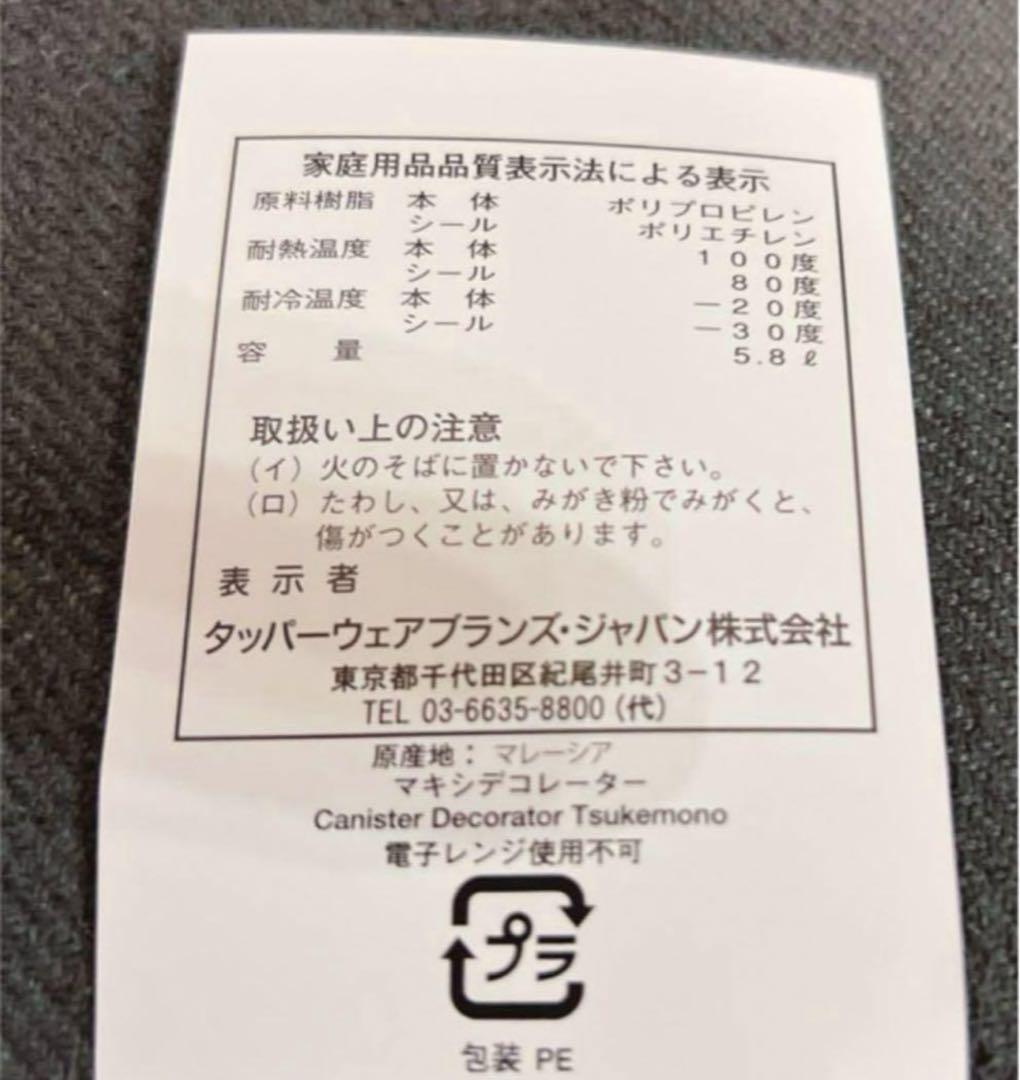 家庭用品品質表示法による表示
原料樹脂 本 体 ポリプロピレン
シール ポリエチレン
耐熱温度 本 体 100度
シール 80度
耐冷温度 本 体 －20度
シール －30度
容 量 5.8ℓ
取扱い上の注意
(イ) 火のそばに置かないで下さい。
(ロ) たわし、又は、みがき粉でみがくと、
傷がつくことがあります。
表 示 者
タッパーウェアブランズ・ジャパン株式会社
東京都千代田区紀尾井町3-12
TEL 03-6635-8800 (代)
原産地： マレーシア
マキシデコレーター
Canister Decorator Tsukemono
電子レンジ使用不可
プラ
包装 PE